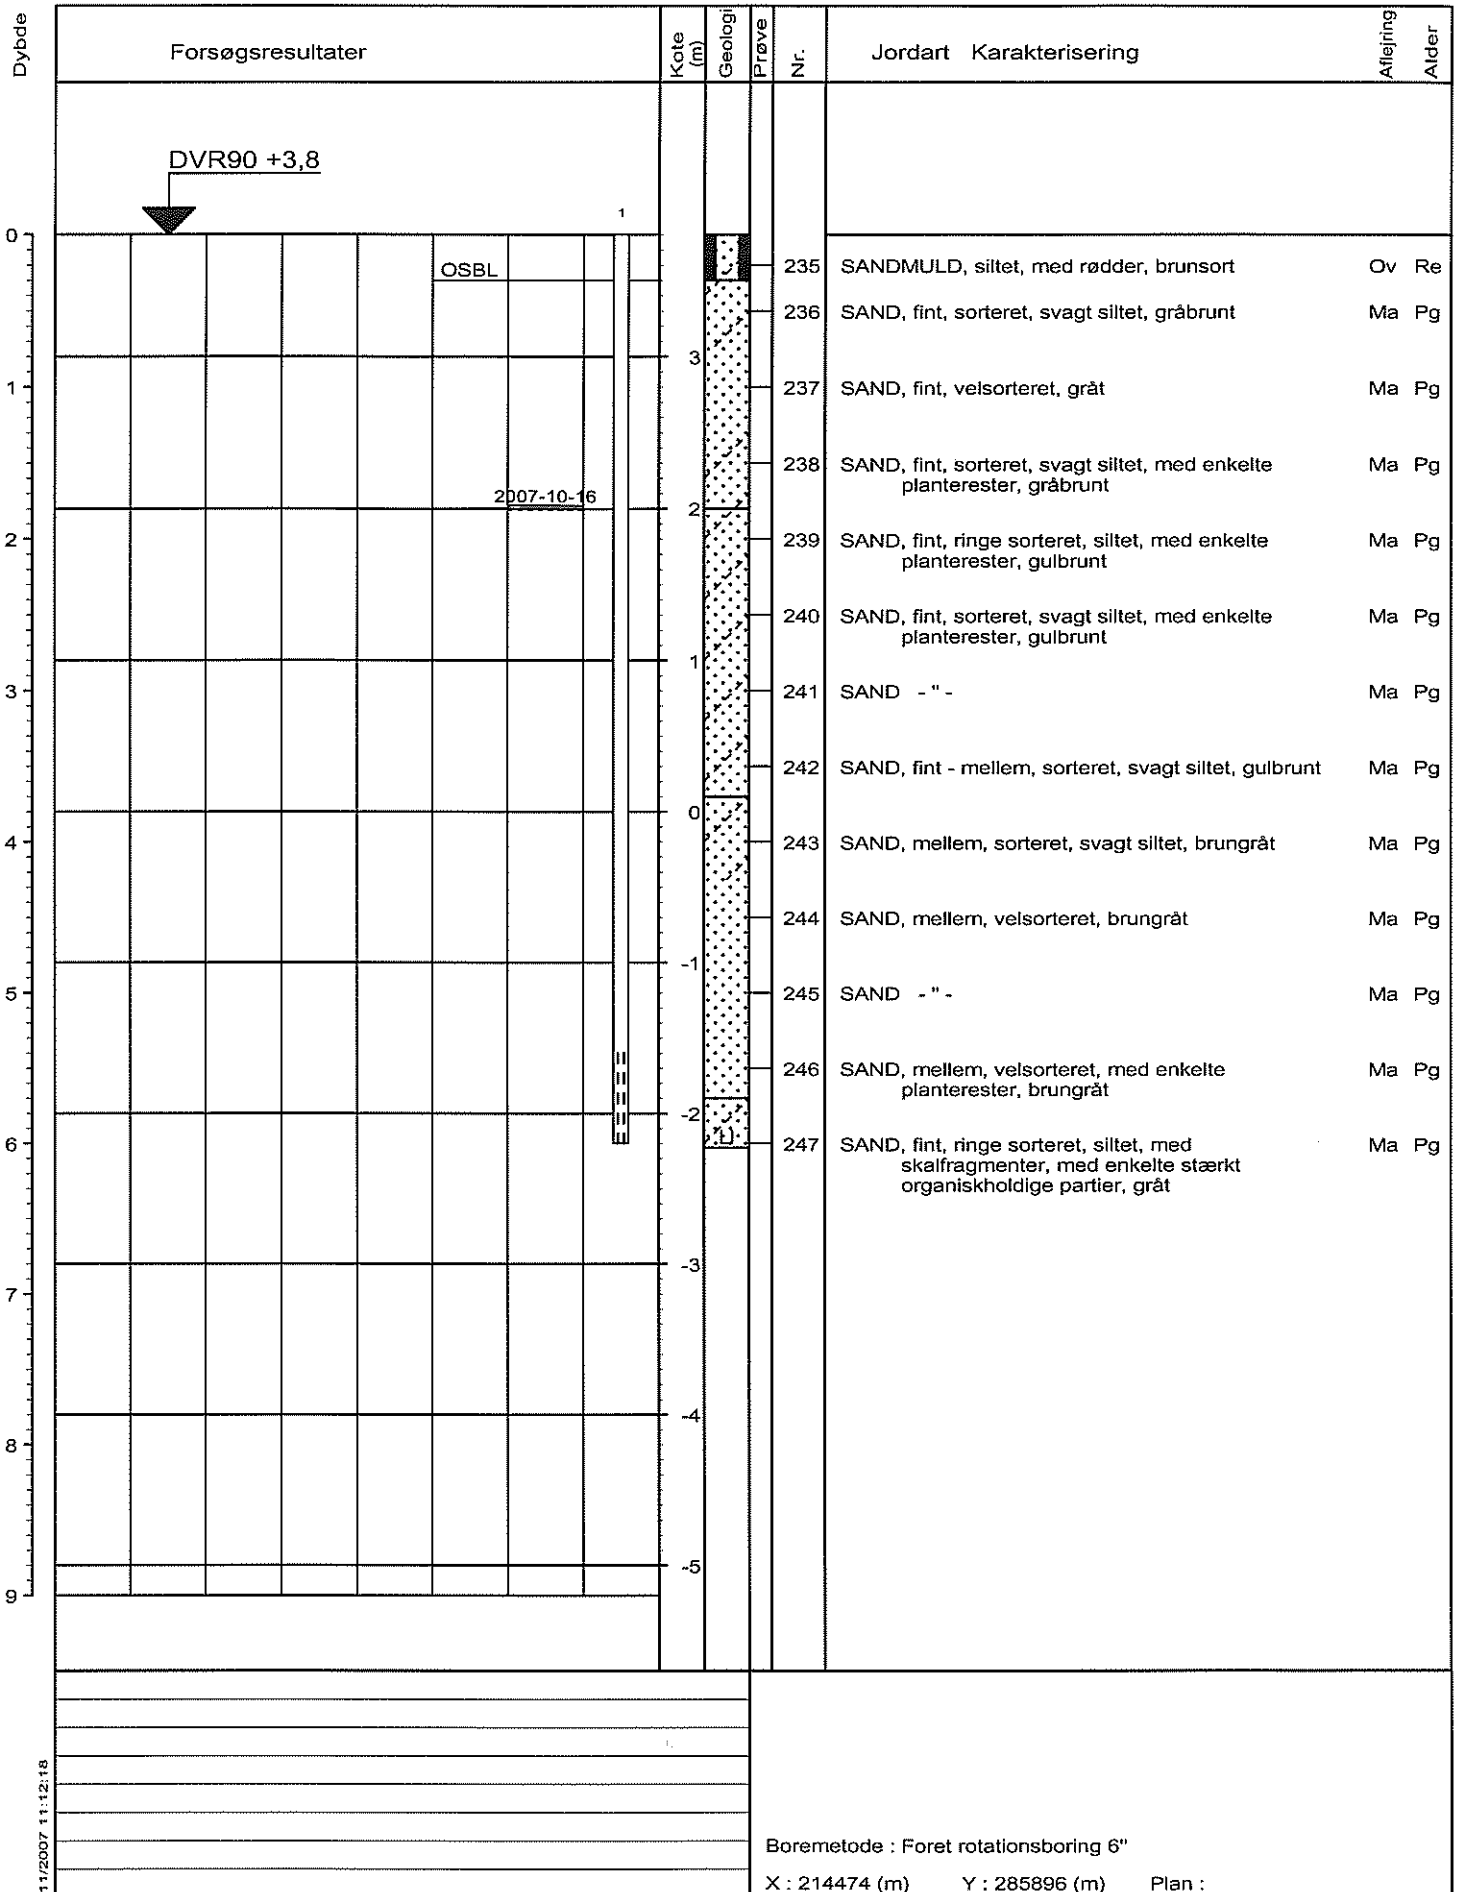 Dybde
Forsøgsresultater
Kote (m)
Geologi
Prøve
Nr.
Jordart Karakterisering
Aflejring
Alder
DVR90 +3,8
1
0
OSBL
235 SANDMULD, siltet, med rødder, brunsort Ov Re
236 SAND, fint, sorteret, svagt siltet, gråbrunt Ma Pg
3
1
237 SAND, fint, velsorteret, gråt Ma Pg
238 SAND, fint, sorteret, svagt siltet, med enkelte Ma Pg
planterester, gråbrunt
2007-10-16
2
2
239 SAND, fint, ringe sorteret, siltet, med enkelte Ma Pg
planterester, gulbrunt
240 SAND, fint, sorteret, svagt siltet, med enkelte Ma Pg
planterester, gulbrunt
1
3
241 SAND - " - Ma Pg
242 SAND, fint - mellem, sorteret, svagt siltet, gulbrunt Ma Pg
0
4
243 SAND, mellem, sorteret, svagt siltet, brungråt Ma Pg
244 SAND, mellem, velsorteret, brungråt Ma Pg
-1
5
245 SAND - " - Ma Pg
246 SAND, mellem, velsorteret, med enkelte Ma Pg
planterester, brungråt
-2
6
247 SAND, fint, ringe sorteret, siltet, med Ma Pg
skalfragmenter, med enkelte stærkt
organiskholdige partier, gråt
-3
7
-4
8
-5
9
11/2007 11:12:18
Boremetode : Foret rotationsboring 6"
X : 214474 (m) Y : 285896 (m) Plan :